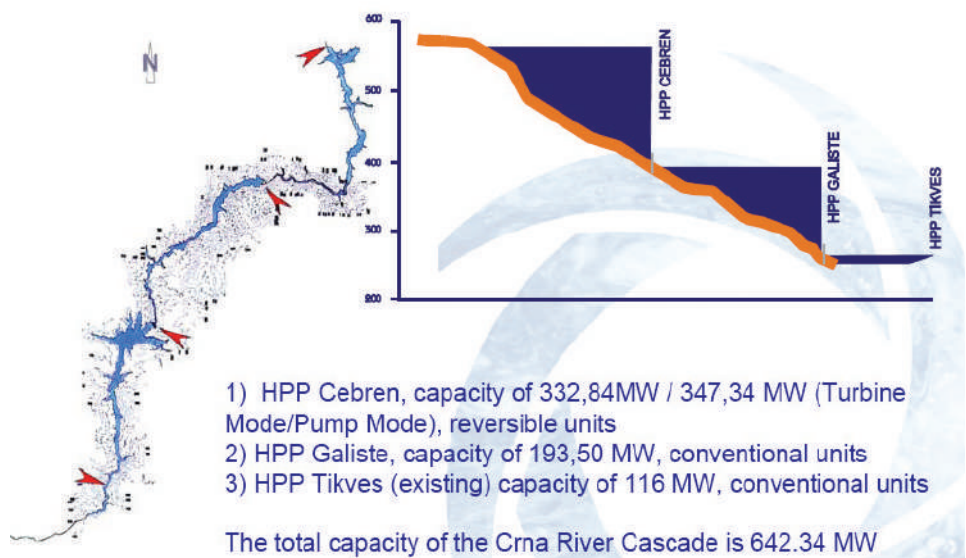 N
600
500
400
300
200
HPP CEBREN
HPP GALISTE
HPP TIKVES
1) HPP Cebren, capacity of 332,84MW / 347,34 MW (Turbine
Mode/Pump Mode), reversible units
2) HPP Galiste, capacity of 193,50 MW, conventional units
3) HPP Tikves (existing) capacity of 116 MW, conventional units
The total capacity of the Crna River Cascade is 642.34 MW